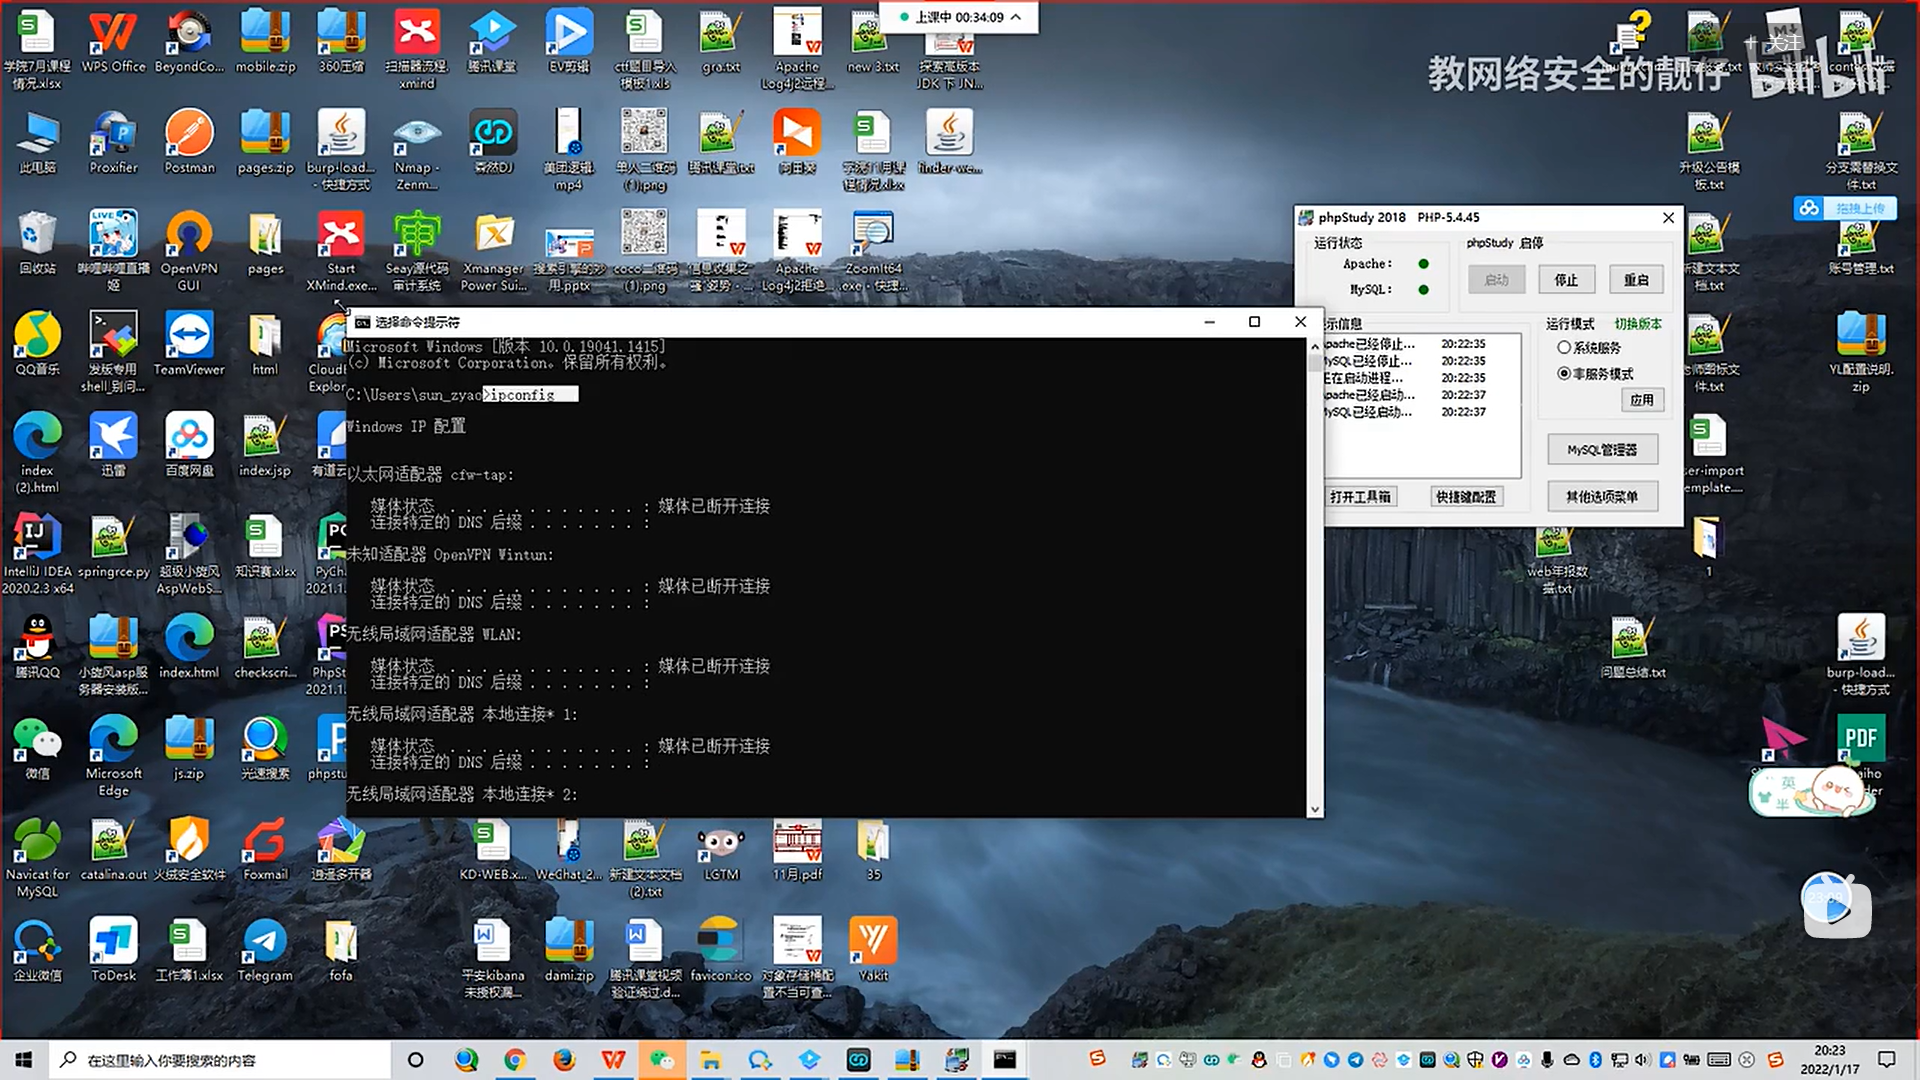 上课中 00:34:09
教网络安全的靓仔
bilibili
+ 关注
学院7月课程情况.xlsx
WPS Office
BeyondCo...
mobile.zip
360压缩
扫描器流程.xmind
腾讯课堂
EV剪辑
ctf题目导入模板1.xls
gra.txt
Apache Log4j2远程...
new 3.txt
探索高版本 JDK 下 JN...
此电脑
Proxifier
Postman
pages.zip
burp-load... - 快捷方式
Nmap - Zenm...
森然DJ
美团逻辑.mp4
单人二维码(1).png
腾讯课堂.txt
向日葵
学院11月课程情况.xlsx
finder-we...
升级公告模板.txt
分支需替换文件.txt
拖拽上传
回收站
哔哩哔哩直播姬
OpenVPN GUI
pages
Start XMind.exe...
Seay源代码审计系统
Xmanager Power Sui...
搜索引擎的妙用.pptx
coco二维码(1).png
信息收集之
Apache Log4j2拒绝...
ZoomIt64.exe - 快捷...
新建文本文档.txt
账号管理.txt
phpStudy 2018 PHP-5.4.45
运行状态
phpStudy 启停
Apache:
MySQL:
启动
停止
重启
提示信息
运行模式
切换版本
Apache已经停止... 20:22:35
MySQL已经停止... 20:22:35
正在启动进程... 20:22:35
Apache已经启动... 20:22:37
MySQL已经启动... 20:22:37
系统服务
非服务模式
应用
MySQL管理器
打开工具箱
快捷键配置
其他选项菜单
选择命令提示符
Microsoft Windows [版本 10.0.19041.1415]
(c) Microsoft Corporation。保留所有权利。
C:\Users\sun_zyao>ipconfig
Windows IP 配置
以太网适配器 cfw-tap:
媒体状态 . . . . . . . . . . . . : 媒体已断开连接
连接特定的 DNS 后缀 . . . . . . . :
未知适配器 OpenVPN Wintun:
媒体状态 . . . . . . . . . . . . : 媒体已断开连接
连接特定的 DNS 后缀 . . . . . . . :
无线局域网适配器 WLAN:
媒体状态 . . . . . . . . . . . . : 媒体已断开连接
连接特定的 DNS 后缀 . . . . . . . :
无线局域网适配器 本地连接* 1:
媒体状态 . . . . . . . . . . . . : 媒体已断开连接
连接特定的 DNS 后缀 . . . . . . . :
无线局域网适配器 本地连接* 2:
QQ音乐
发版专用shell_别问...
TeamViewer
html
YL配置说明.zip
index (2).html
迅雷
百度网盘
index.jsp
IntelliJ IDEA 2020.2.3 x64
springrce.py
超级小旋风 AspWebS...
知识赛.xlsx
web年报数据.txt
1
腾讯QQ
小旋风asp服务器安装版...
index.html
checkscri...
问题总结.txt
burp-load... - 快捷方式
微信
Microsoft Edge
js.zip
光速搜索
phpst
PDF
英
半
Navicat for MySQL
catalina.out
火绒安全软件
Foxmail
逍遥多开器
KD-WEB.x...
WeChat_2...
新建文本文档(2).txt
LGTM
11月.pdf
35
23:09
企业微信
ToDesk
工作簿1.xlsx
Telegram
fofa
平安kibana未授权漏...
dami.zip
腾讯课堂视频验证绕过.d...
favicon.ico
对象存储桶配置不当可查...
Yakit
在这里输入你要搜索的内容
20:23
2022/1/17